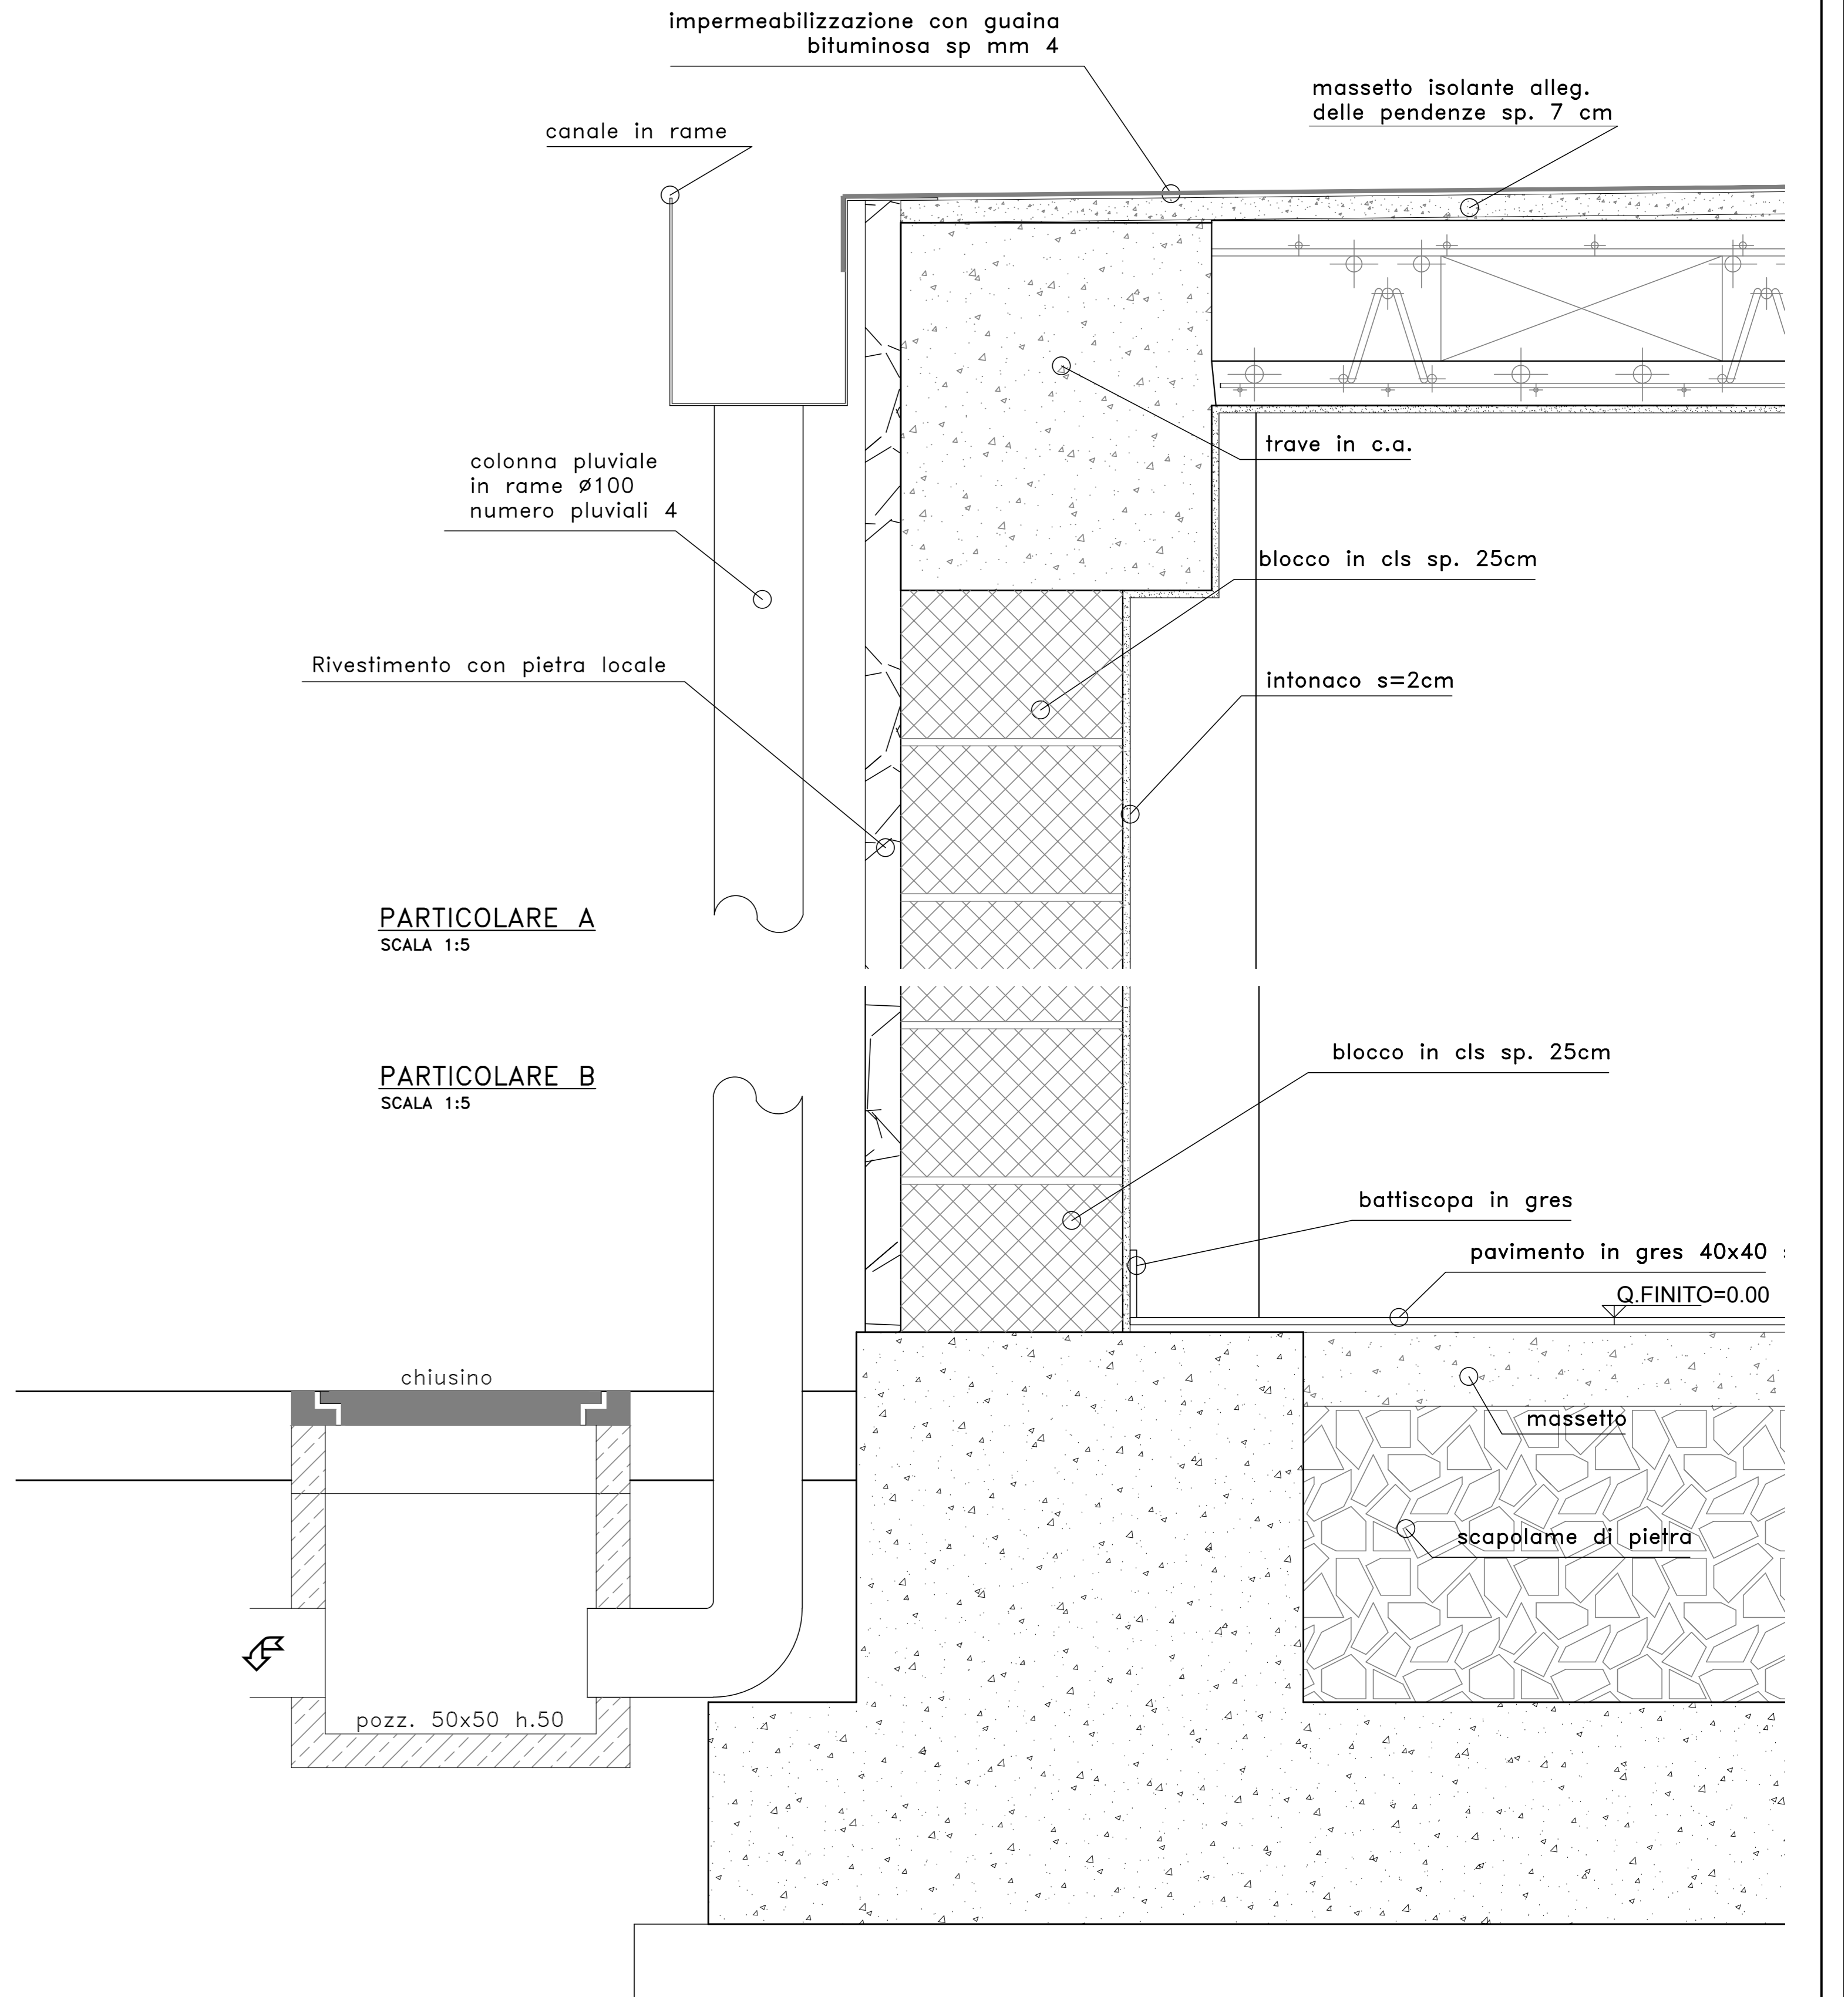 impermeabilizzazione con guaina
bituminosa sp mm 4
massetto isolante alleg.
delle pendenze sp. 7 cm
canale in rame
trave in c.a.
colonna pluviale
in rame ø100
numero pluviali 4
blocco in cls sp. 25cm
Rivestimento con pietra locale
intonaco s=2cm
PARTICOLARE A
SCALA 1:5
PARTICOLARE B
SCALA 1:5
blocco in cls sp. 25cm
battiscopa in gres
pavimento in gres 40x40
Q.FINITO=0.00
chiusino
massetto
scapolame di pietra
pozz. 50x50 h.50